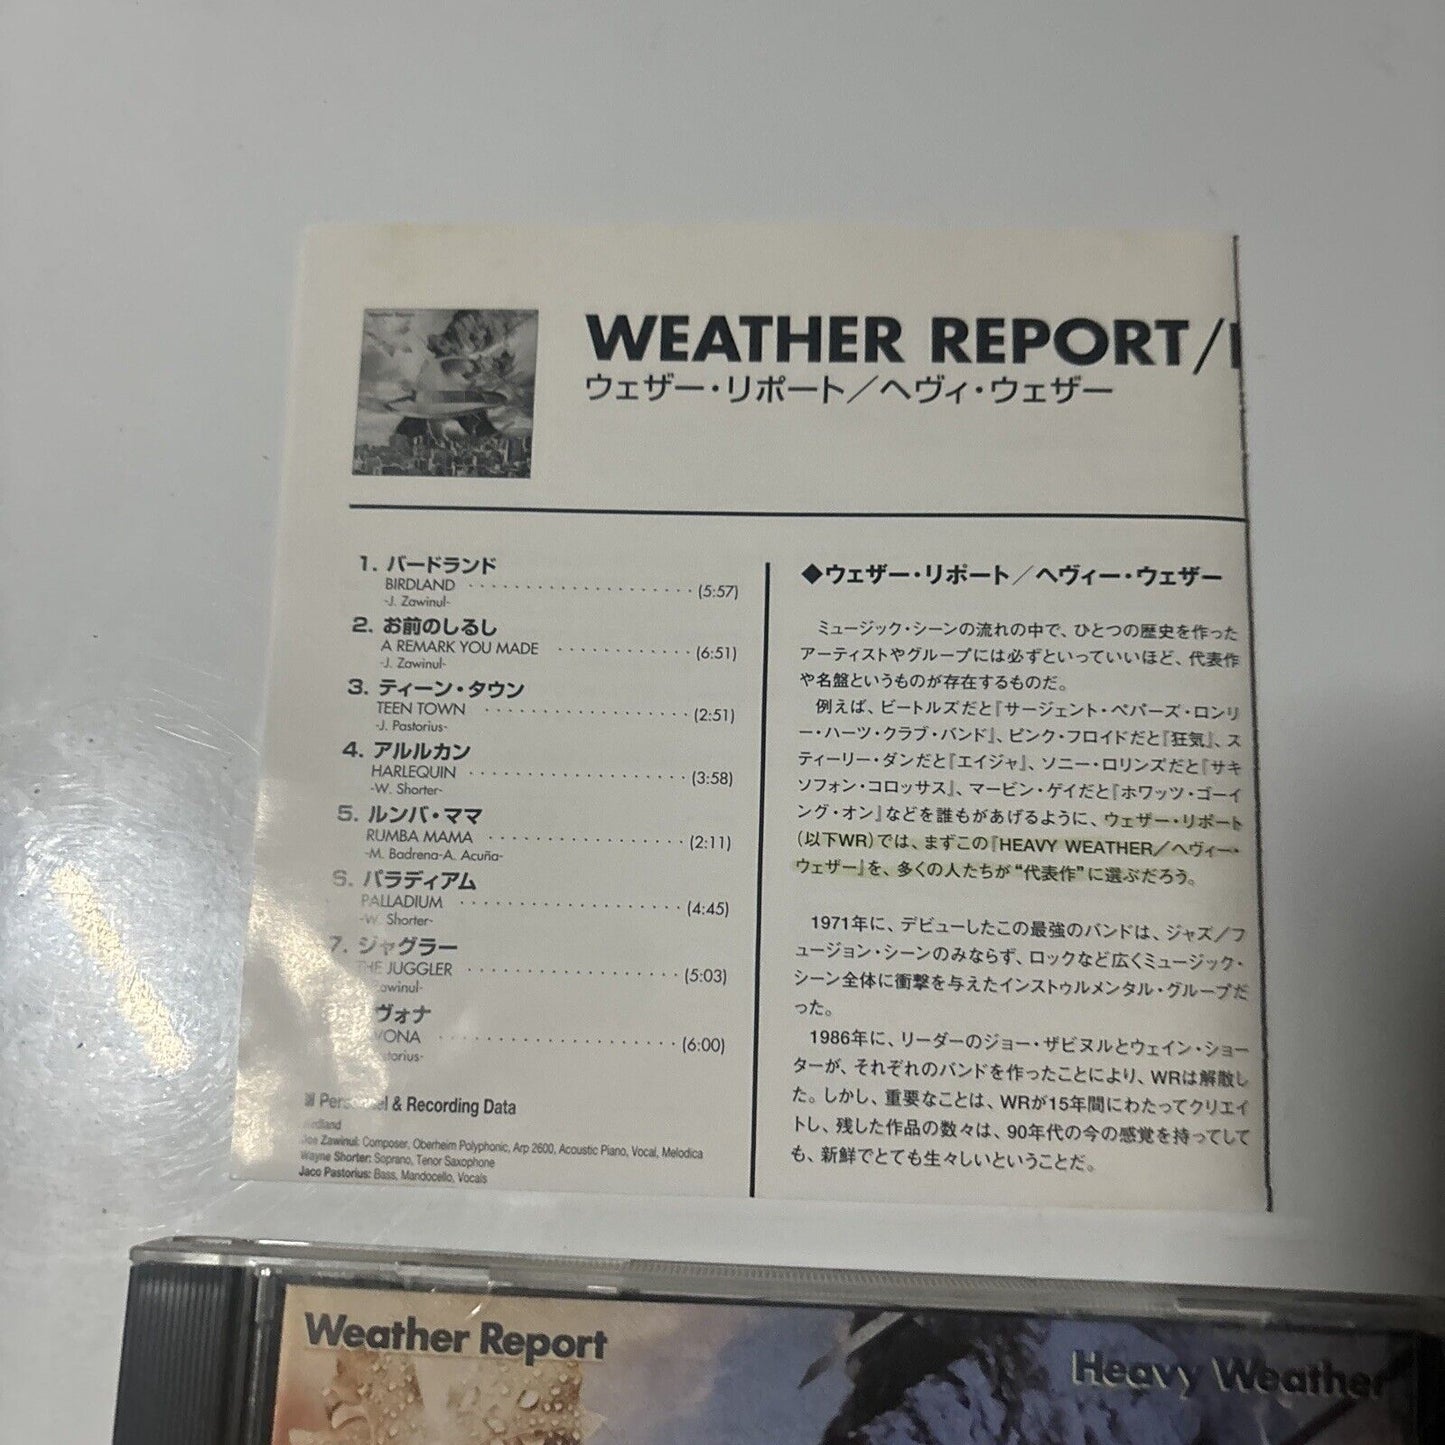 WEATHER REPORT/
ウェザー・リポート／ヘヴィ・ウェザー
1. バードランド
BIRDLAND (5:57)
-J. Zawinul-
2. お前のしるし
A REMARK YOU MADE (6:51)
-J. Zawinul-
3. ティーン・タウン
TEEN TOWN (2:51)
-J. Pastorius-
4. アルルカン
HARLEQUIN (3:58)
-W. Shorter-
5. ルンバ・ママ
RUMBA MAMA (2:11)
-M. Badrena-A. Acuña-
6. パラディアム
PALLADIUM (4:45)
-W. Shorter-
7. ジャグラー
THE JUGGLER (5:03)
Zawinul-
ヴォナ
VONA (6:00)
storius-
Personnel & Recording Data
Birdland
Joe Zawinul: Composer, Oberheim Polyphonic, Arp 2600, Acoustic Piano, Vocal, Melodica
Wayne Shorter: Soprano, Tenor Saxophone
Jaco Pastorius: Bass, Mandocello, Vocals
◆ウェザー・リポート／ヘヴィー・ウェザー
ミュージック・シーンの流れの中で、ひとつの歴史を作った
アーティストやグループには必ずといっていいほど、代表作
や名盤というものが存在するものだ。
例えば、ビートルズだと『サージェント・ペパーズ・ロンリ
ー・ハーツ・クラブ・バンド』、ピンク・フロイドだと『狂気』、ス
ティーリー・ダンだと『エイジャ』、ソニー・ロリンズだと『サキ
ソフォン・コロッサス』、マービン・ゲイだと『ホワッツ・ゴーイ
ング・オン』などを誰もがあげるように、ウェザー・リポート
（以下WR）では、まずこの『HEAVY WEATHER／ヘヴィー・
ウェザー』を、多くの人たちが“代表作”に選ぶだろう。
1971年に、デビューしたこの最強のバンドは、ジャズ／フ
ュージョン・シーンのみならず、ロックなど広くミュージック・
シーン全体に衝撃を与えたインストゥルメンタル・グループだ
った。
1986年に、リーダーのジョー・ザビヌルとウェイン・ショー
ターが、それぞれのバンドを作ったことにより、WRは解散し
た。しかし、重要なことは、WRが15年間にわたってクリエイ
トし、残した作品の数々は、90年代の今の感覚を持ってして
も、新鮮でとても生々しいということだ。
Weather Report
Heavy Weather